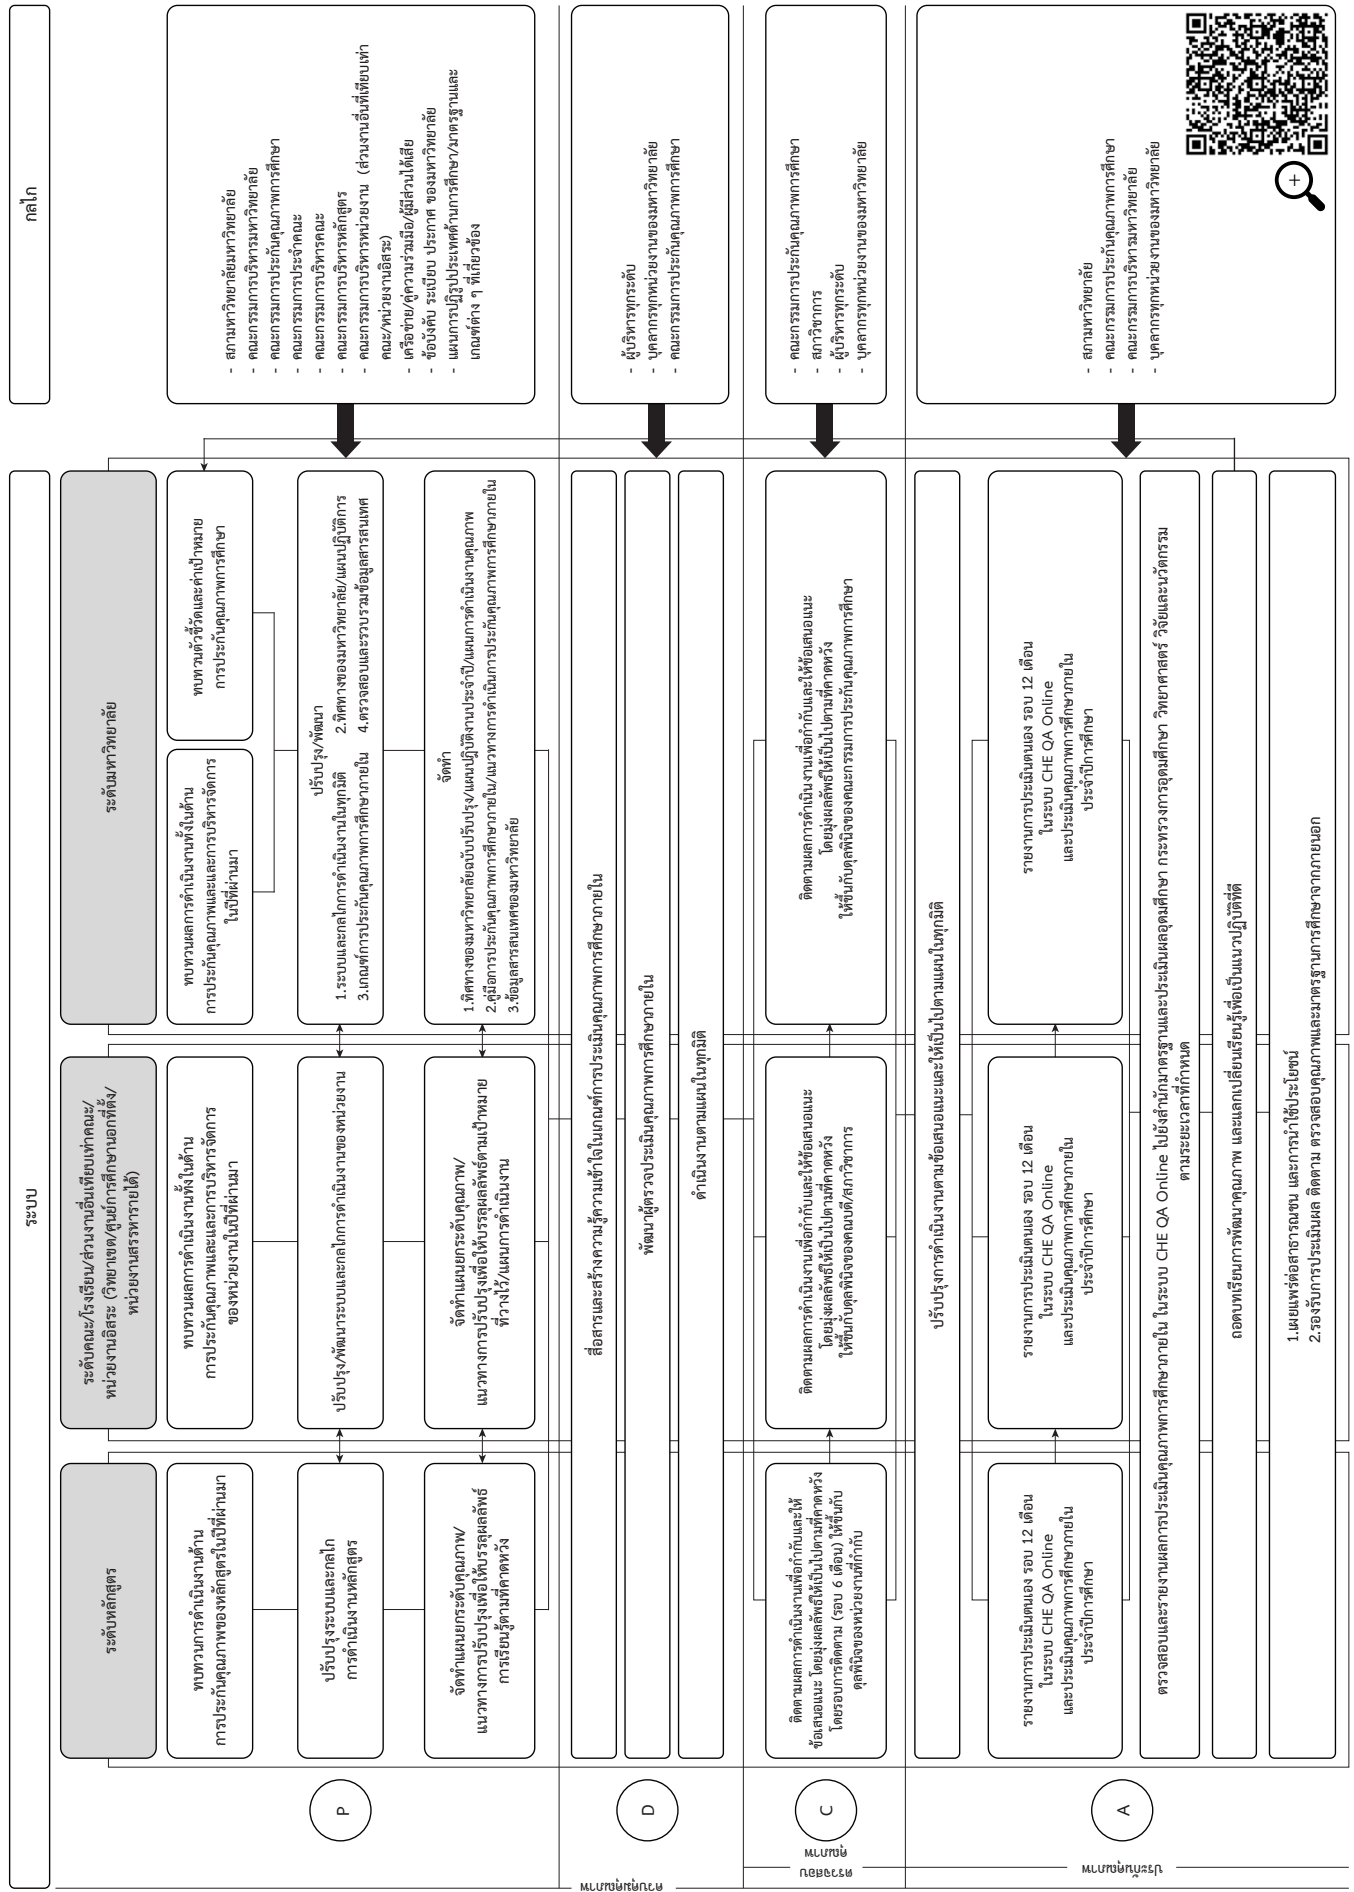 ระบบ
กลไก
ระดับหลักสูตร
ระดับคณะ/โรงเรียน/ส่วนงานอื่นเทียบเท่าคณะ/
หน่วยงานอิสระ (วิทยาเขต/ศูนย์การศึกษานอกที่ตั้ง/
หน่วยงานสรรหารายได้)
ระดับมหาวิทยาลัย
P
ทบทวนการดำเนินงานด้าน
การประกันคุณภาพของหลักสูตรในปีที่ผ่านมา
ทบทวนผลการดำเนินงานทั้งในด้าน
การประกันคุณภาพและและการบริหารจัดการ
ของหน่วยงานในปีที่ผ่านมา
ทบทวนผลการดำเนินงานทั้งในด้าน
การประกันคุณภาพและและการบริหารจัดการ
ในปีที่ผ่านมา
ทบทวนตัวชี้วัดและค่าเป้าหมาย
การประกันคุณภาพการศึกษา
ปรับปรุงระบบและกลไก
การดำเนินงานหลักสูตร
ปรับปรุง/พัฒนาระบบและกลไกการดำเนินงานของหน่วยงาน
ปรับปรุง/พัฒนา
1.ระบบและกลไกการดำเนินงานในทุกมิติ 2.ทิศทางของมหาวิทยาลัย/แผนปฏิบัติการ
3.เกณฑ์การประกันคุณภาพการศึกษาภายใน 4.ตรวจสอบและรวบรวมข้อมูลสารสนเทศ
จัดทำแผนยกระดับคุณภาพ/
แนวทางการปรับปรุงเพื่อให้บรรลุผลลัพธ์
การเรียนรู้ตามที่คาดหวัง
จัดทำแผนยกระดับคุณภาพ/
แนวทางการปรับปรุงเพื่อให้บรรลุผลลัพธ์ตามเป้าหมาย
ที่วางไว้/แผนการดำเนินงาน
จัดทำ
1.ทิศทางของมหาวิทยาลัยฉบับปรับปรุง/แผนปฏิบัติงานประจำปี/แผนการดำเนินงานคุณภาพ
2.คู่มือการประกันคุณภาพการศึกษาภายใน/แนวทางการดำเนินการประกันคุณภาพการศึกษาภายใน
3.ข้อมูลสารสนเทศของมหาวิทยาลัย
- สภามหาวิทยาลัยมหาวิทยาลัย
- คณะกรรมการบริหารมหาวิทยาลัย
- คณะกรรมการประกันคุณภาพการศึกษา
- คณะกรรมการประจำคณะ
- คณะกรรมการบริหารคณะ
- คณะกรรมการบริหารหลักสูตร
- คณะกรรมการบริหารหน่วยงาน (ส่วนงานอื่นที่เทียบเท่า
คณะ/หน่วยงานอิสระ)
- เครือข่าย/คู่ความร่วมมือ/ผู้มีส่วนได้เสีย
- ข้อบังคับ ระเบียบ ประกาศ ของมหาวิทยาลัย
- แผนการปฏิรูปประเทศด้านการศึกษา/มาตรฐานและ
เกณฑ์ต่าง ๆ ที่เกี่ยวข้อง
D
สื่อสารและสร้างความรู้ความเข้าใจในเกณฑ์การประเมินคุณภาพการศึกษาภายใน
พัฒนาผู้ตรวจประเมินคุณภาพการศึกษาภายใน
ดำเนินงานตามแผนในทุกมิติ
- ผู้บริหารทุกระดับ
- บุคลากรทุกหน่วยงานของมหาวิทยาลัย
- คณะกรรมการประกันคุณภาพการศึกษา
ควบคุมคุณภาพ
C
ติดตามผลการดำเนินงานเพื่อกำกับและให้
ข้อเสนอแนะ โดยมุ่งผลลัพธ์ให้เป็นไปตามที่คาดหวัง
โดยรอบการติดตาม (รอบ 6 เดือน) ให้ขึ้นกับ
ดุลพินิจของหน่วยงานที่กำกับ
ติดตามผลการดำเนินงานเพื่อกำกับและให้ข้อเสนอแนะ
โดยมุ่งผลลัพธ์ให้เป็นไปตามที่คาดหวัง
ให้ขึ้นกับดุลพินิจของคณบดี/สภาวิชาการ
ติดตามผลการดำเนินงานเพื่อกำกับและให้ข้อเสนอแนะ
โดยมุ่งผลลัพธ์ให้เป็นไปตามที่คาดหวัง
ให้ขึ้นกับดุลพินิจของคณะกรรมการประกันคุณภาพการศึกษา
- คณะกรรมการประกันคุณภาพการศึกษา
- สภาวิชาการ
- ผู้บริหารทุกระดับ
- บุคลากรทุกหน่วยงานของมหาวิทยาลัย
ตรวจสอบ
คุณภาพ
A
ปรับปรุงการดำเนินงานตามข้อเสนอแนะและให้เป็นไปตามแผนในทุกมิติ
รายงานการประเมินตนเอง รอบ 12 เดือน
ในระบบ CHE QA Online
และประเมินคุณภาพการศึกษาภายใน
ประจำปีการศึกษา
รายงานการประเมินตนเอง รอบ 12 เดือน
ในระบบ CHE QA Online
และประเมินคุณภาพการศึกษาภายใน
ประจำปีการศึกษา
รายงานการประเมินตนเอง รอบ 12 เดือน
ในระบบ CHE QA Online
และประเมินคุณภาพการศึกษาภายใน
ประจำปีการศึกษา
ตรวจสอบและรายงานผลการประเมินคุณภาพการศึกษาภายใน ในระบบ CHE QA Online ไปยังสำนักมาตรฐานและประเมินผลอุดมศึกษา กระทรวงการอุดมศึกษา วิทยาศาสตร์ วิจัยและนวัตกรรม
ตามระยะเวลาที่กำหนด
ถอดบทเรียนการพัฒนาคุณภาพ และแลกเปลี่ยนเรียนรู้เพื่อเป็นแนวปฏิบัติที่ดี
1.เผยแพร่ต่อสาธารณชน และการนำใช้ประโยชน์
2.รองรับการประเมินผล ติดตาม ตรวจสอบคุณภาพและมาตรฐานการศึกษาจากภายนอก
- สภามหาวิทยาลัย
- คณะกรรมการประกันคุณภาพการศึกษา
- คณะกรรมการบริหารมหาวิทยาลัย
- บุคลากรทุกหน่วยงานของมหาวิทยาลัย
ประกันคุณภาพ